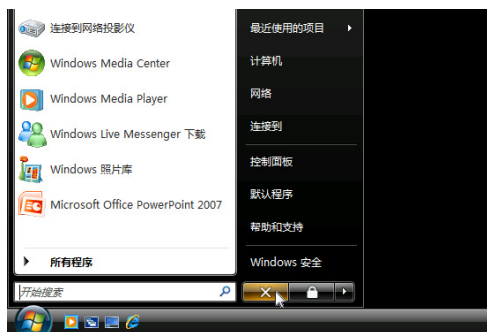 连接到网络投影仪
Windows Media Center
Windows Media Player
Windows Live Messenger 下载
Windows 照片库
Microsoft Office PowerPoint 2007
所有程序
开始搜索
最近使用的项目
计算机
网络
连接到
控制面板
默认程序
帮助和支持
Windows 安全